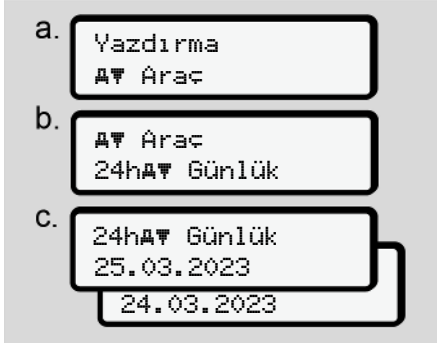 a.
Yazdırma
A▼ Araç
b.
A▼ Araç
24hA▼ Günlük
c.
24hA▼ Günlük
25.03.2023
24.03.2023